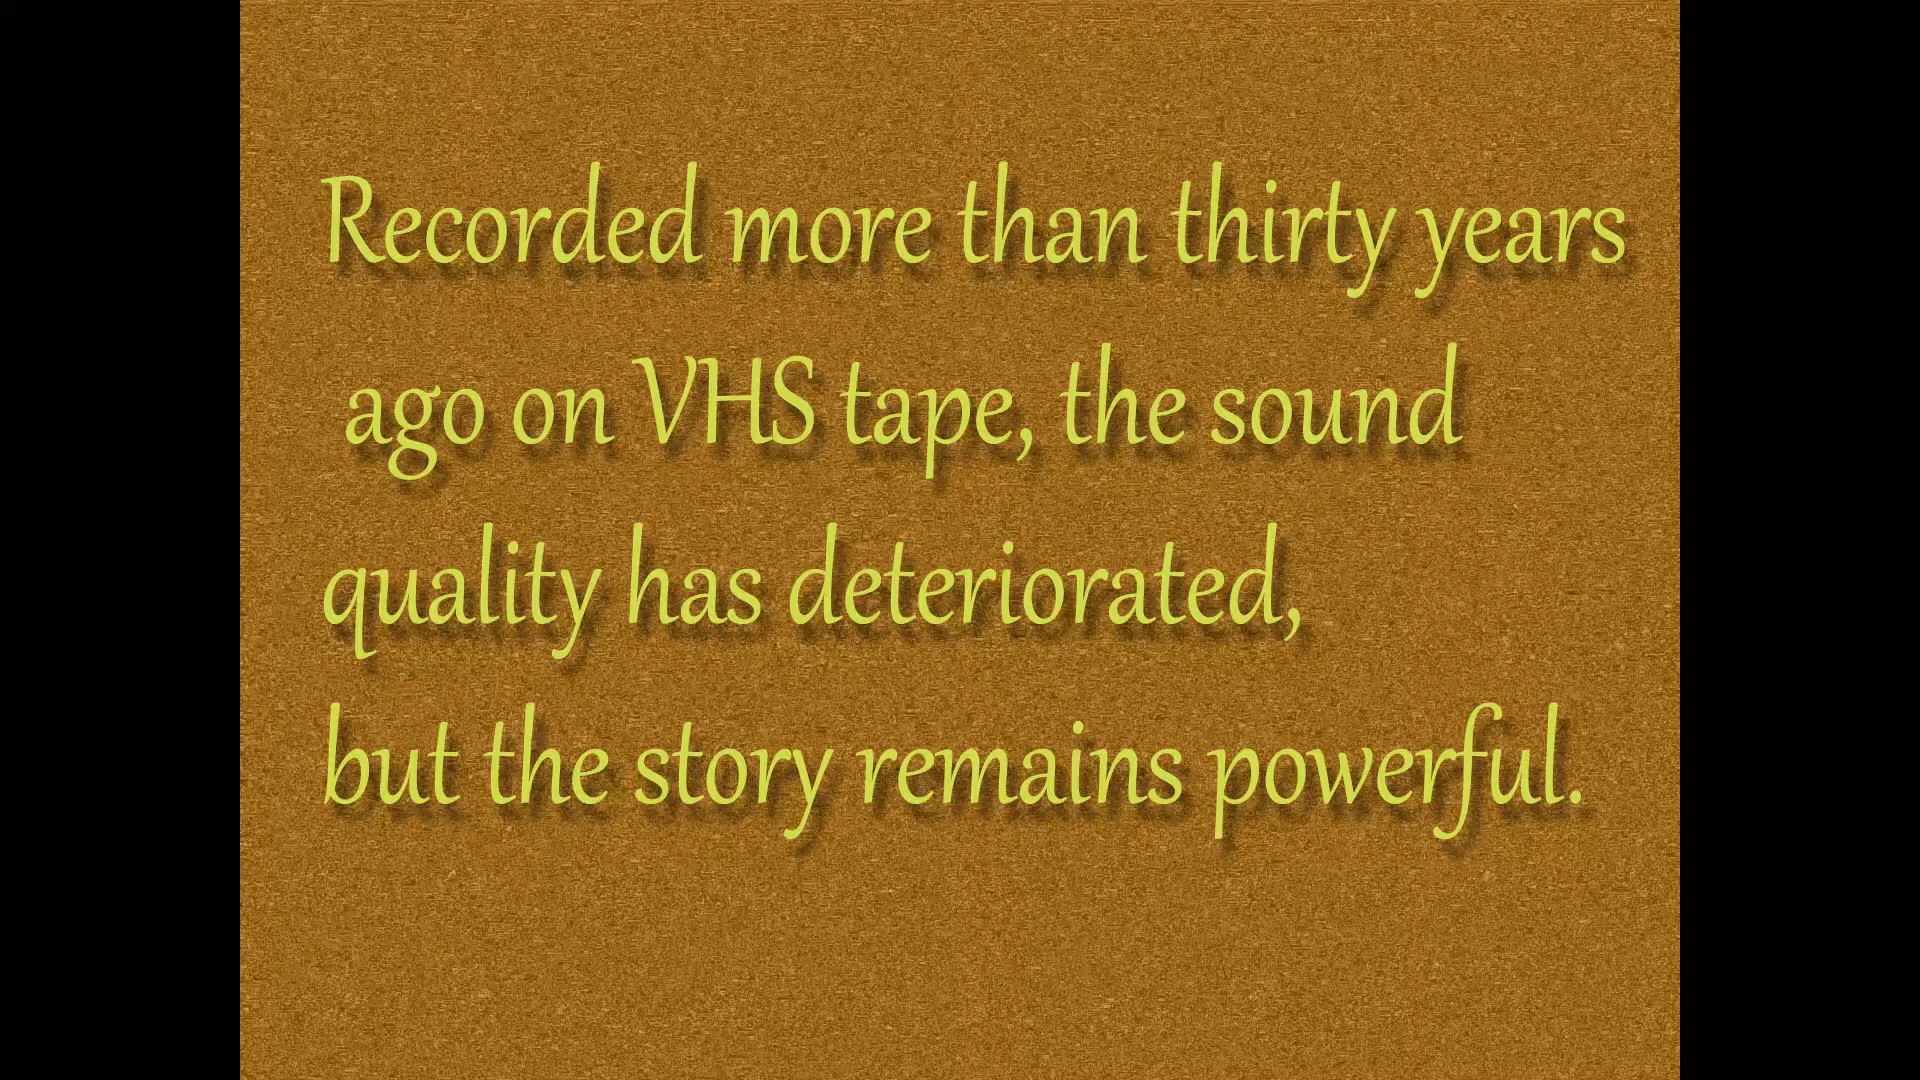 Recorded more than thirty years
ago on VHS tape, the sound
quality has deteriorated,
but the story remains powerful.